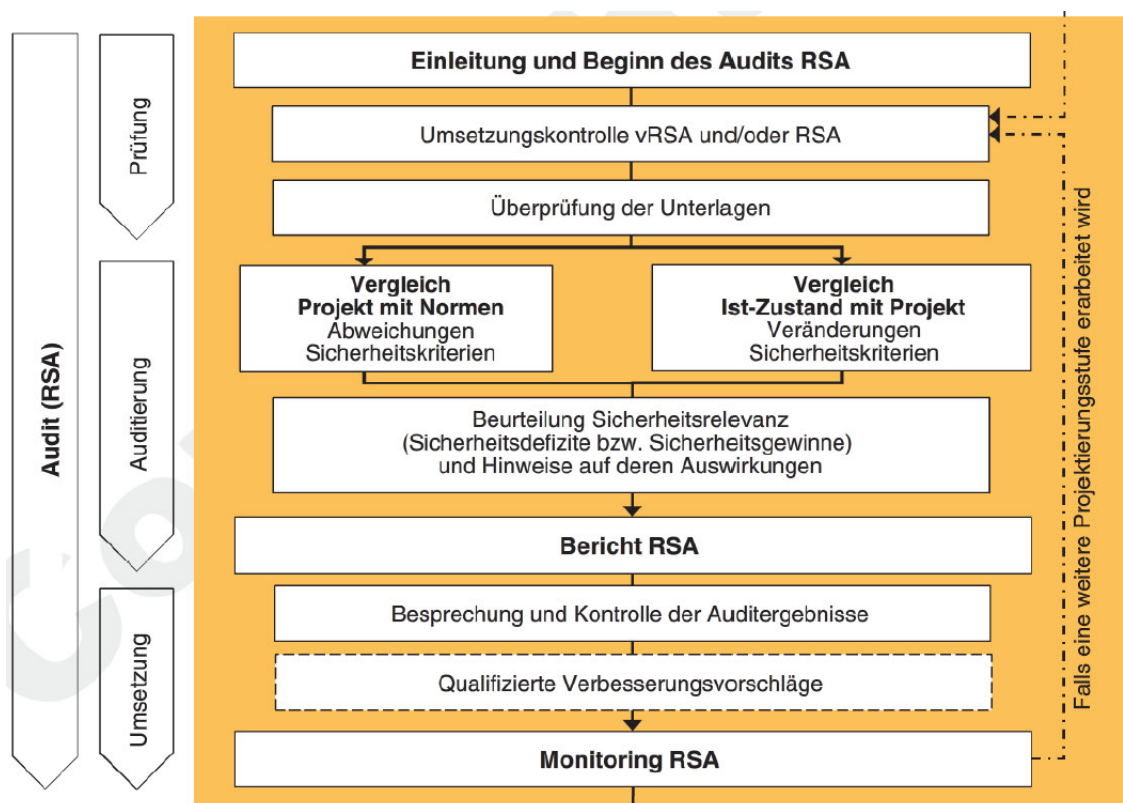 Audit (RSA)
Prüfung
Auditierung
Umsetzung
Einleitung und Beginn des Audits RSA
Umsetzungskontrolle vRSA und/oder RSA
Überprüfung der Unterlagen
Vergleich
Projekt mit Normen
Abweichungen
Sicherheitskriterien
Vergleich
Ist-Zustand mit Projekt
Veränderungen
Sicherheitskriterien
Beurteilung Sicherheitsrelevanz
(Sicherheitsdefizite bzw. Sicherheitsgewinne)
und Hinweise auf deren Auswirkungen
Bericht RSA
Besprechung und Kontrolle der Auditergebnisse
Qualifizierte Verbesserungsvorschläge
Monitoring RSA
Falls eine weitere Projektierungsstufe erarbeitet wird